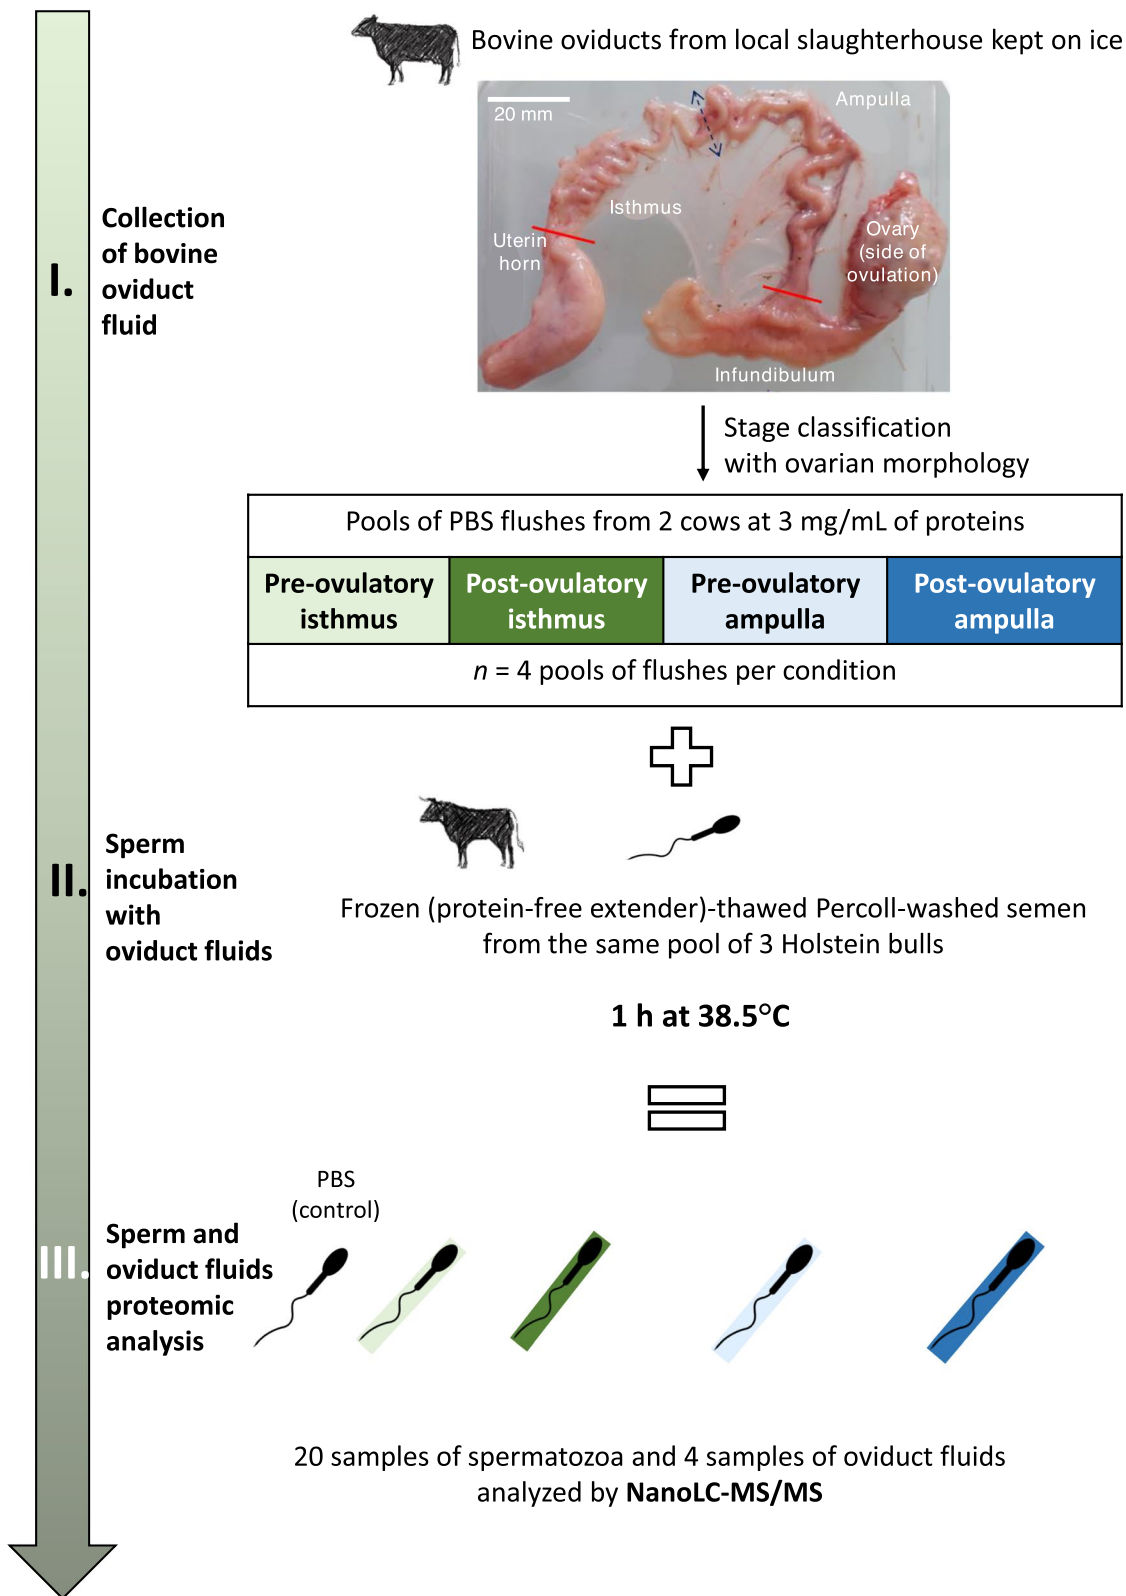 Bovine oviducts from local slaughterhouse kept on ice
20 mm
Ampulla
Isthmus
Uterin
horn
Ovary
(side of
ovulation)
Infundibulum
I.
Collection
of bovine
oviduct
fluid
Stage classification
with ovarian morphology
Pools of PBS flushes from 2 cows at 3 mg/mL of proteins
Pre-ovulatory
isthmus
Post-ovulatory
isthmus
Pre-ovulatory
ampulla
Post-ovulatory
ampulla
n = 4 pools of flushes per condition
II.
Sperm
incubation
with
oviduct fluids
Frozen (protein-free extender)-thawed Percoll-washed semen
from the same pool of 3 Holstein bulls
1 h at 38.5°C
PBS
(control)
III.
Sperm and
oviduct fluids
proteomic
analysis
20 samples of spermatozoa and 4 samples of oviduct fluids
analyzed by NanoLC-MS/MS